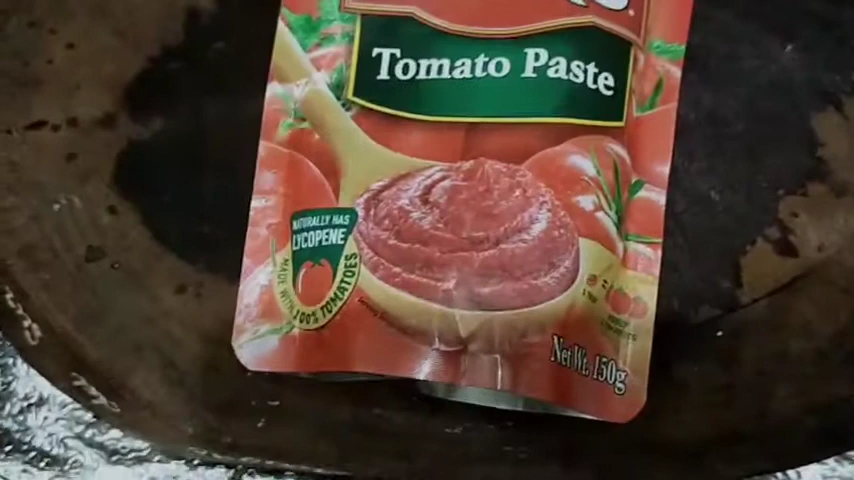 Tomato Paste
NATURALLY HAS
LYCOPENE
MADE WITH 100% TOMATOES
Net Wt. 150g